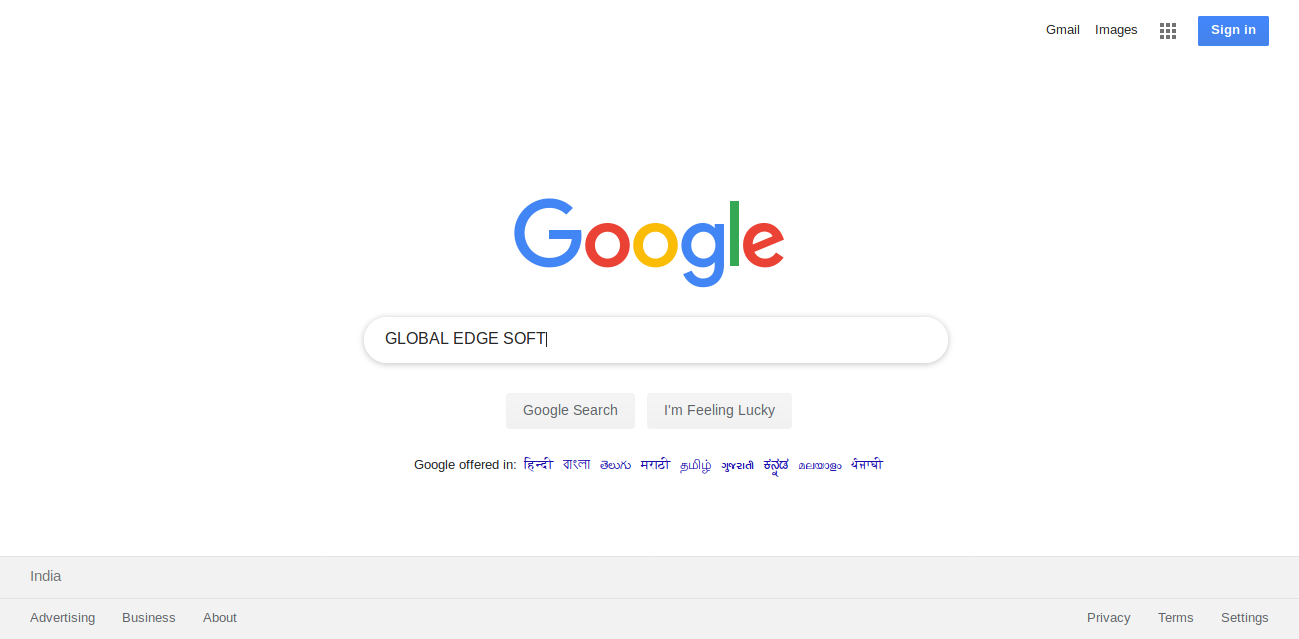 Gmail Images Sign in
Google
GLOBAL EDGE SOFT
Google Search I'm Feeling Lucky
Google offered in: हिन्दी বাংলা తెలుగు मराठी தமிழ் ગુજરાતી ಕನ್ನಡ മലയാളം ਪੰਜਾਬੀ
India
Advertising Business About Privacy Terms Settings